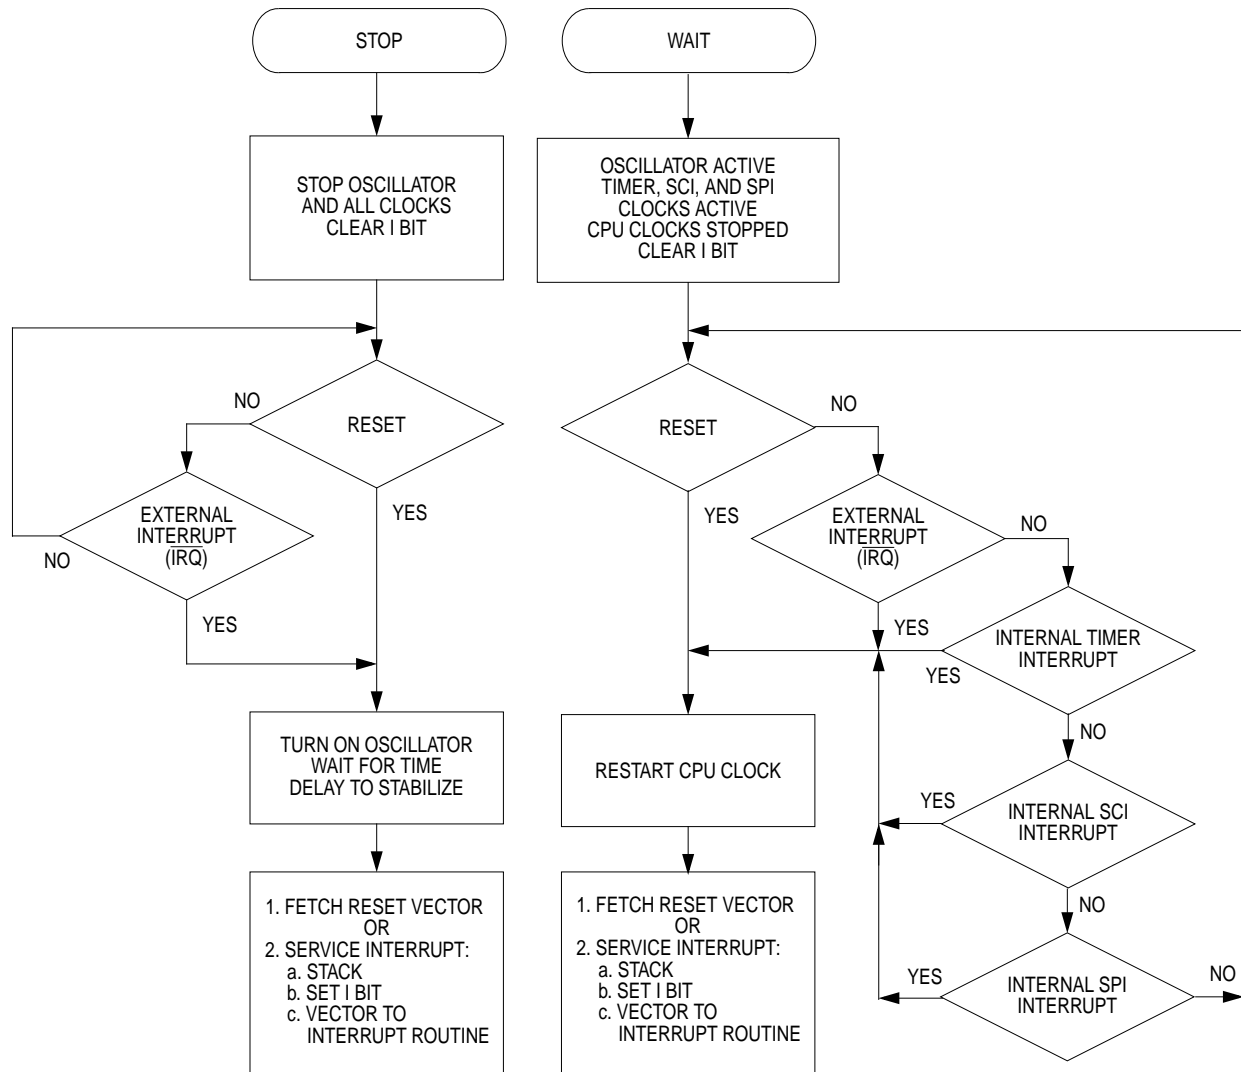 STOP
STOP OSCILLATOR
AND ALL CLOCKS
CLEAR I BIT
RESET
NO
YES
EXTERNAL
INTERRUPT
(IRQ)
NO
YES
TURN ON OSCILLATOR
WAIT FOR TIME
DELAY TO STABILIZE
1. FETCH RESET VECTOR
OR
2. SERVICE INTERRUPT:
a. STACK
b. SET I BIT
c. VECTOR TO
INTERRUPT ROUTINE
WAIT
OSCILLATOR ACTIVE
TIMER, SCI, AND SPI
CLOCKS ACTIVE
CPU CLOCKS STOPPED
CLEAR I BIT
RESET
NO
YES
EXTERNAL
INTERRUPT
(IRQ)
NO
YES
INTERNAL TIMER
INTERRUPT
YES
NO
INTERNAL SCI
INTERRUPT
YES
NO
INTERNAL SPI
INTERRUPT
YES
NO
RESTART CPU CLOCK
1. FETCH RESET VECTOR
OR
2. SERVICE INTERRUPT:
a. STACK
b. SET I BIT
c. VECTOR TO
INTERRUPT ROUTINE